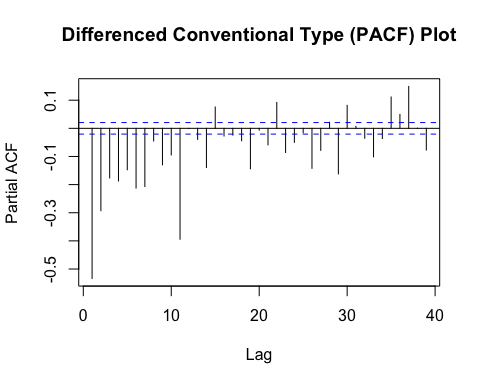 Differenced Conventional Type (PACF) Plot
0.1
-0.1
-0.3
-0.5
Partial ACF
0 10 20 30 40
Lag